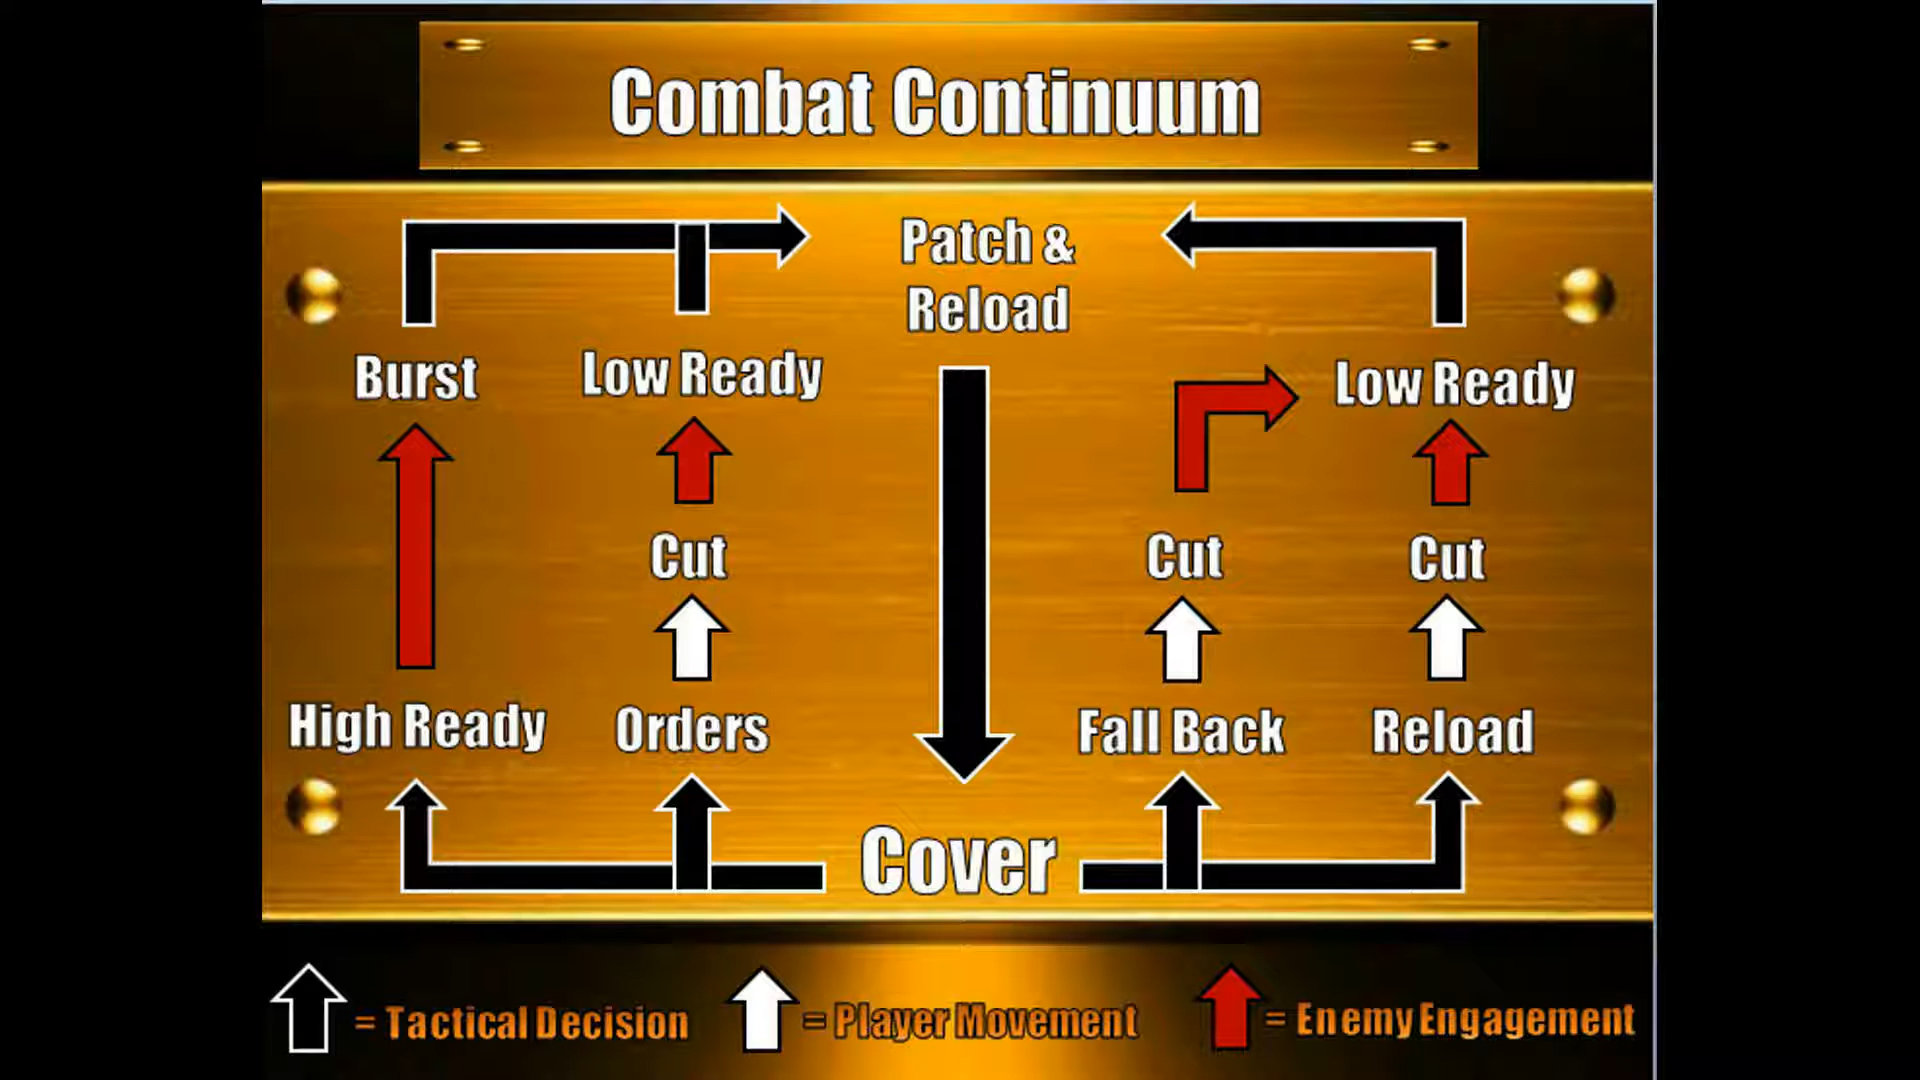 Combat Continuum
Patch &
Reload
Burst
Low Ready
Low Ready
Cut
Cut
Cut
High Ready
Orders
Fall Back
Reload
Cover
= Tactical Decision
= Player Movement
= Enemy Engagement